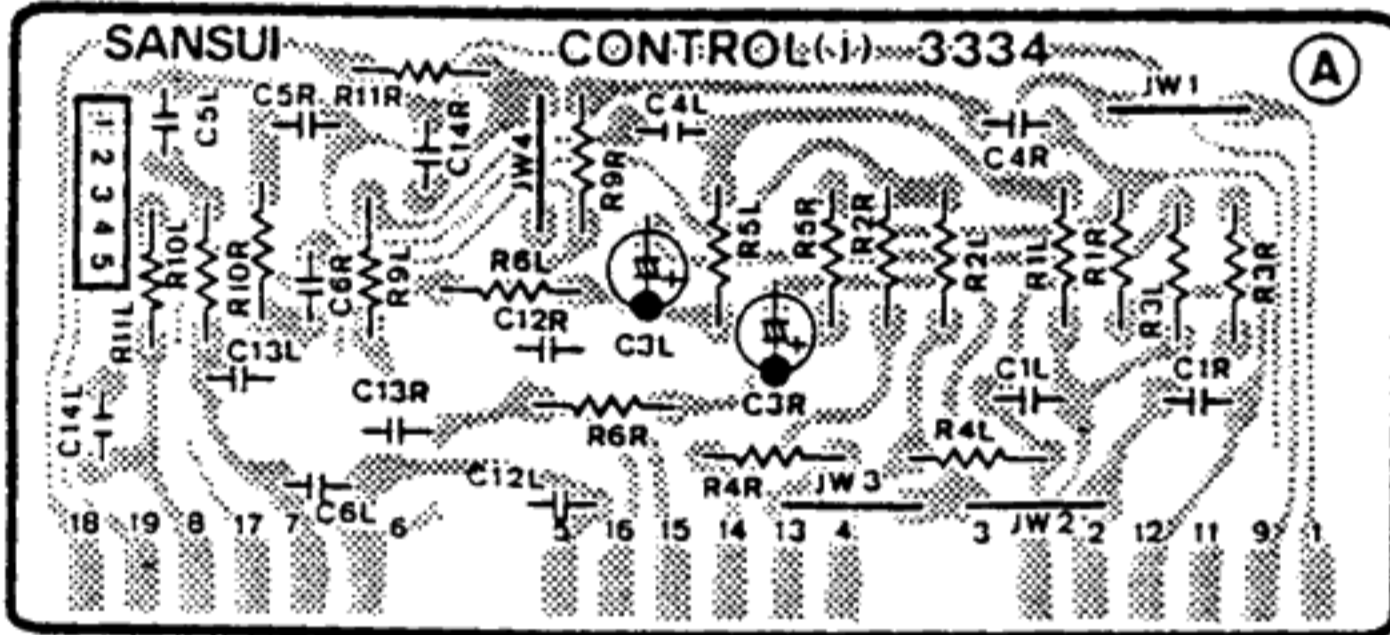 SANSUI CONTROL(j) 3334
A
JW1
C5L
C5R
R11R
C14R
JW4
R9R
C4L
C4R
1 2 3 4 5
R11L
R10L
R10R
C6R
R9L
R6L
C12R
C3L
R5L
R5R
R2R
R2L
R1L
R1R
R3L
R3R
C13L
C13R
C3R
C1L
C1R
C14L
R6R
R4L
C12L
R4R
JW3
C6L
JW2
18 19 8 17 7 6 5 16 15 14 13 4 3 2 12 11 9 1